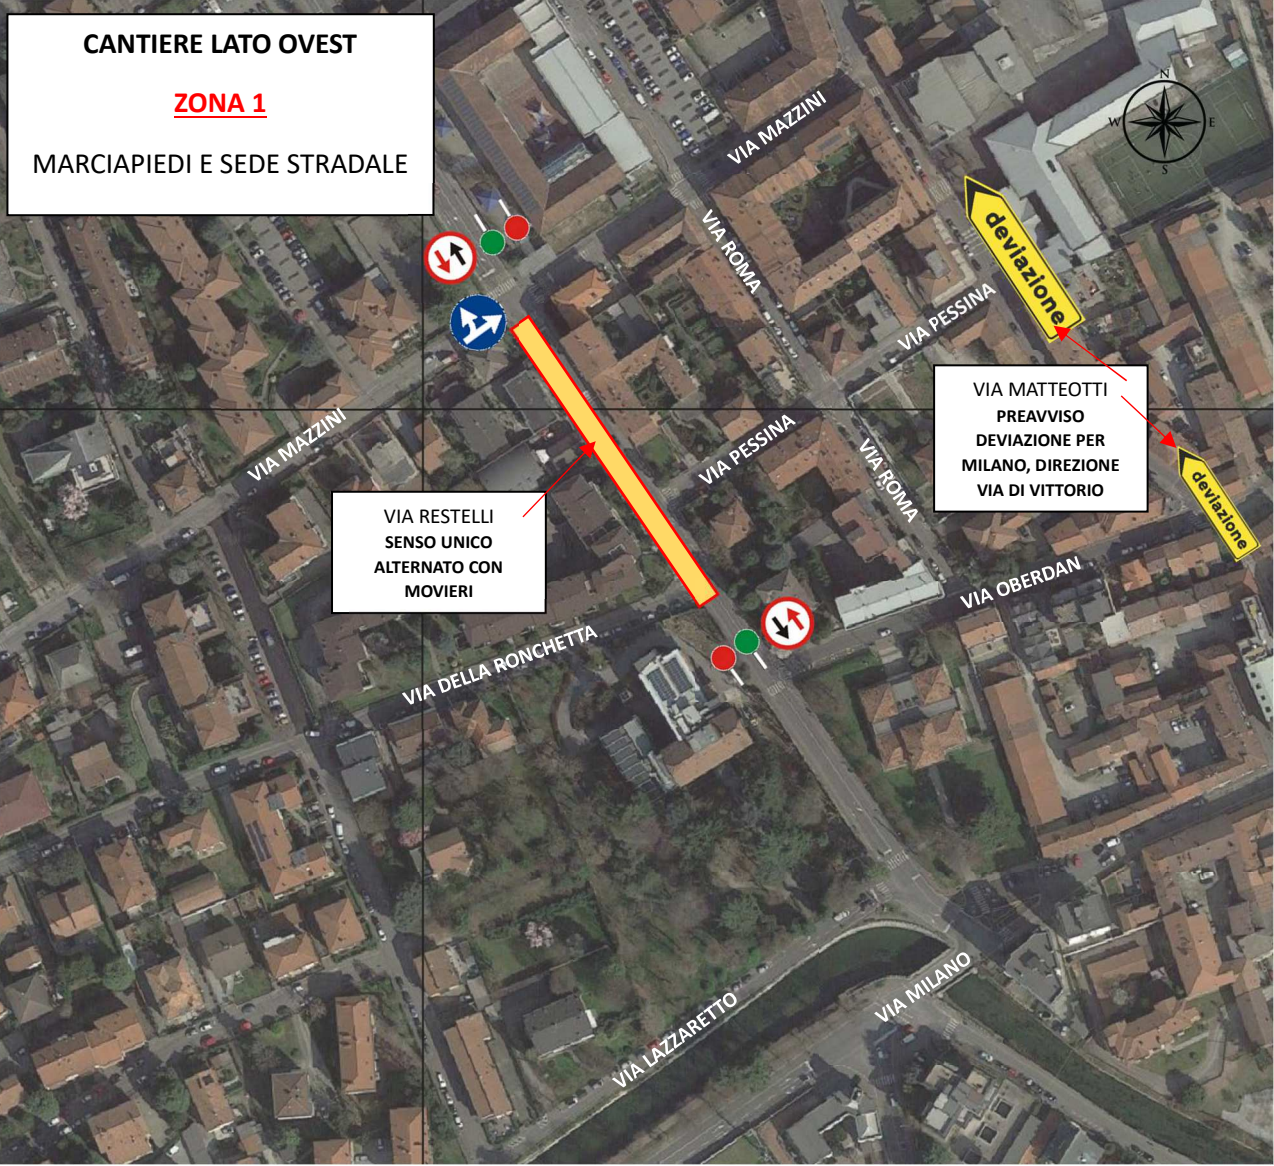 CANTIERE LATO OVEST
ZONA 1
MARCIAPIEDI E SEDE STRADALE
N
W E
S
VIA MAZZINI
VIA ROMA
deviazione
VIA PESSINA
VIA MATTEOTTI
PREAVVISO
DEVIAZIONE PER
MILANO, DIREZIONE
VIA DI VITTORIO
VIA MAZZINI
VIA PESSINA
VIA ROMA
deviazione
VIA RESTELLI
SENSO UNICO
ALTERNATO CON
MOVIERI
VIA OBERDAN
VIA DELLA RONCHETTA
VIA MILANO
VIA LAZZARETTO